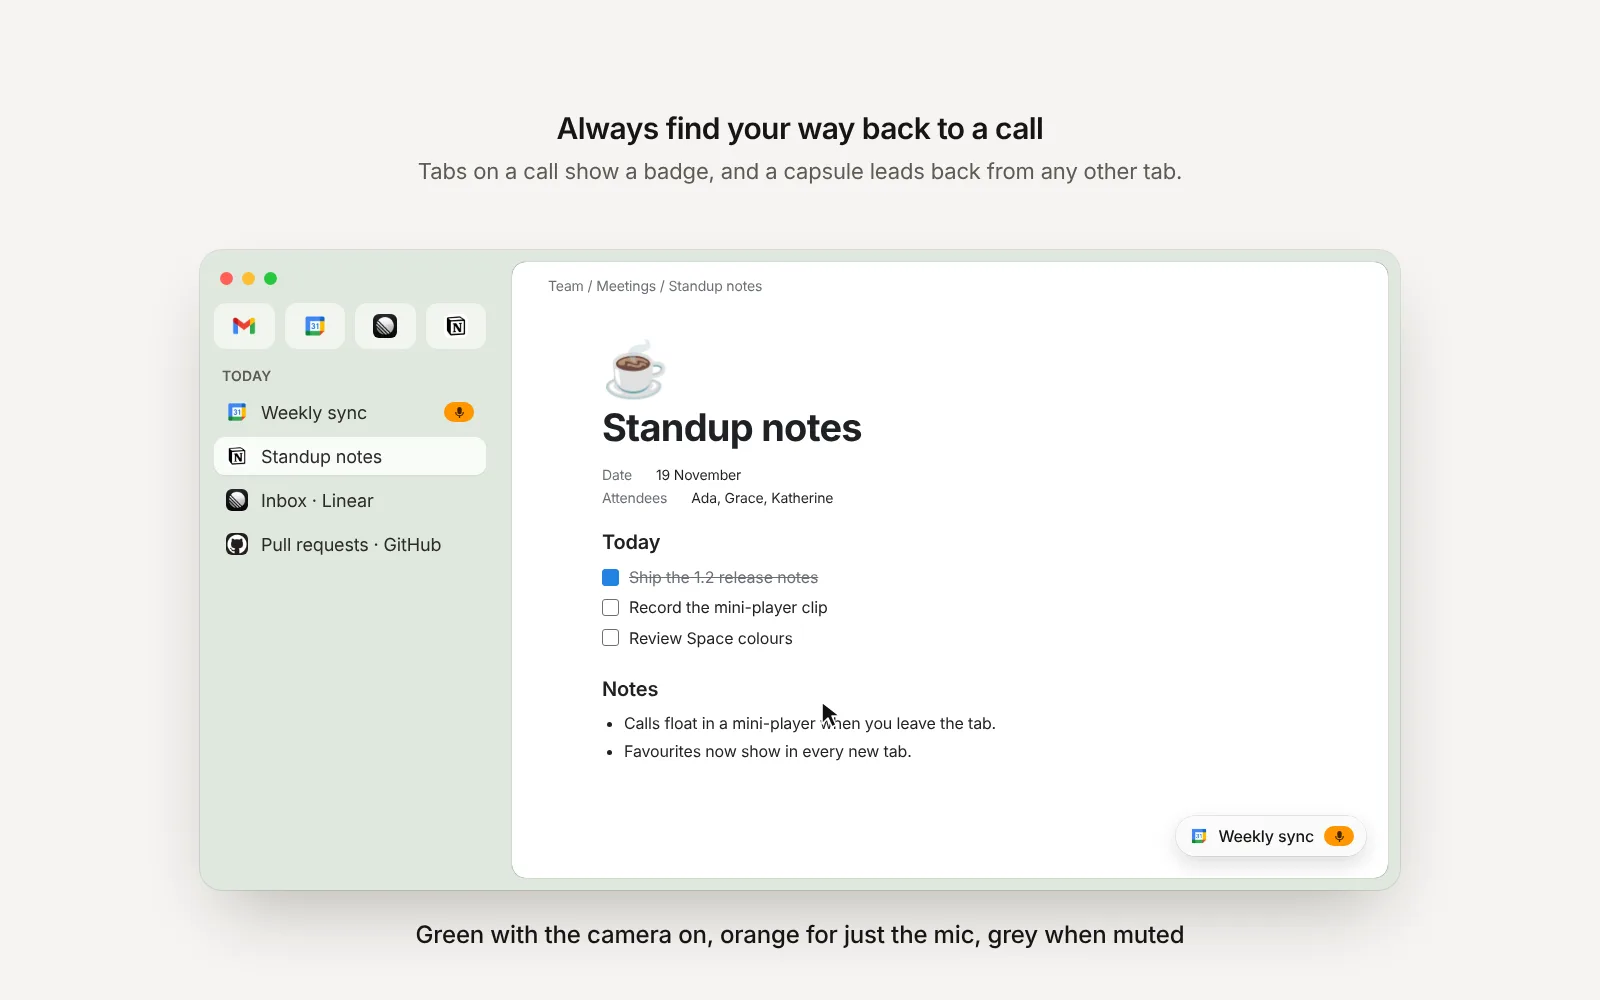 Always find your way back to a call
Tabs on a call show a badge, and a capsule leads back from any other tab.
31
TODAY
31 Weekly sync
Standup notes
Inbox · Linear
Pull requests · GitHub
Team / Meetings / Standup notes
Standup notes
Date 19 November
Attendees Ada, Grace, Katherine
Today
Ship the 1.2 release notes
Record the mini-player clip
Review Space colours
Notes
• Calls float in a mini-player when you leave the tab.
• Favourites now show in every new tab.
31 Weekly sync
Green with the camera on, orange for just the mic, grey when muted